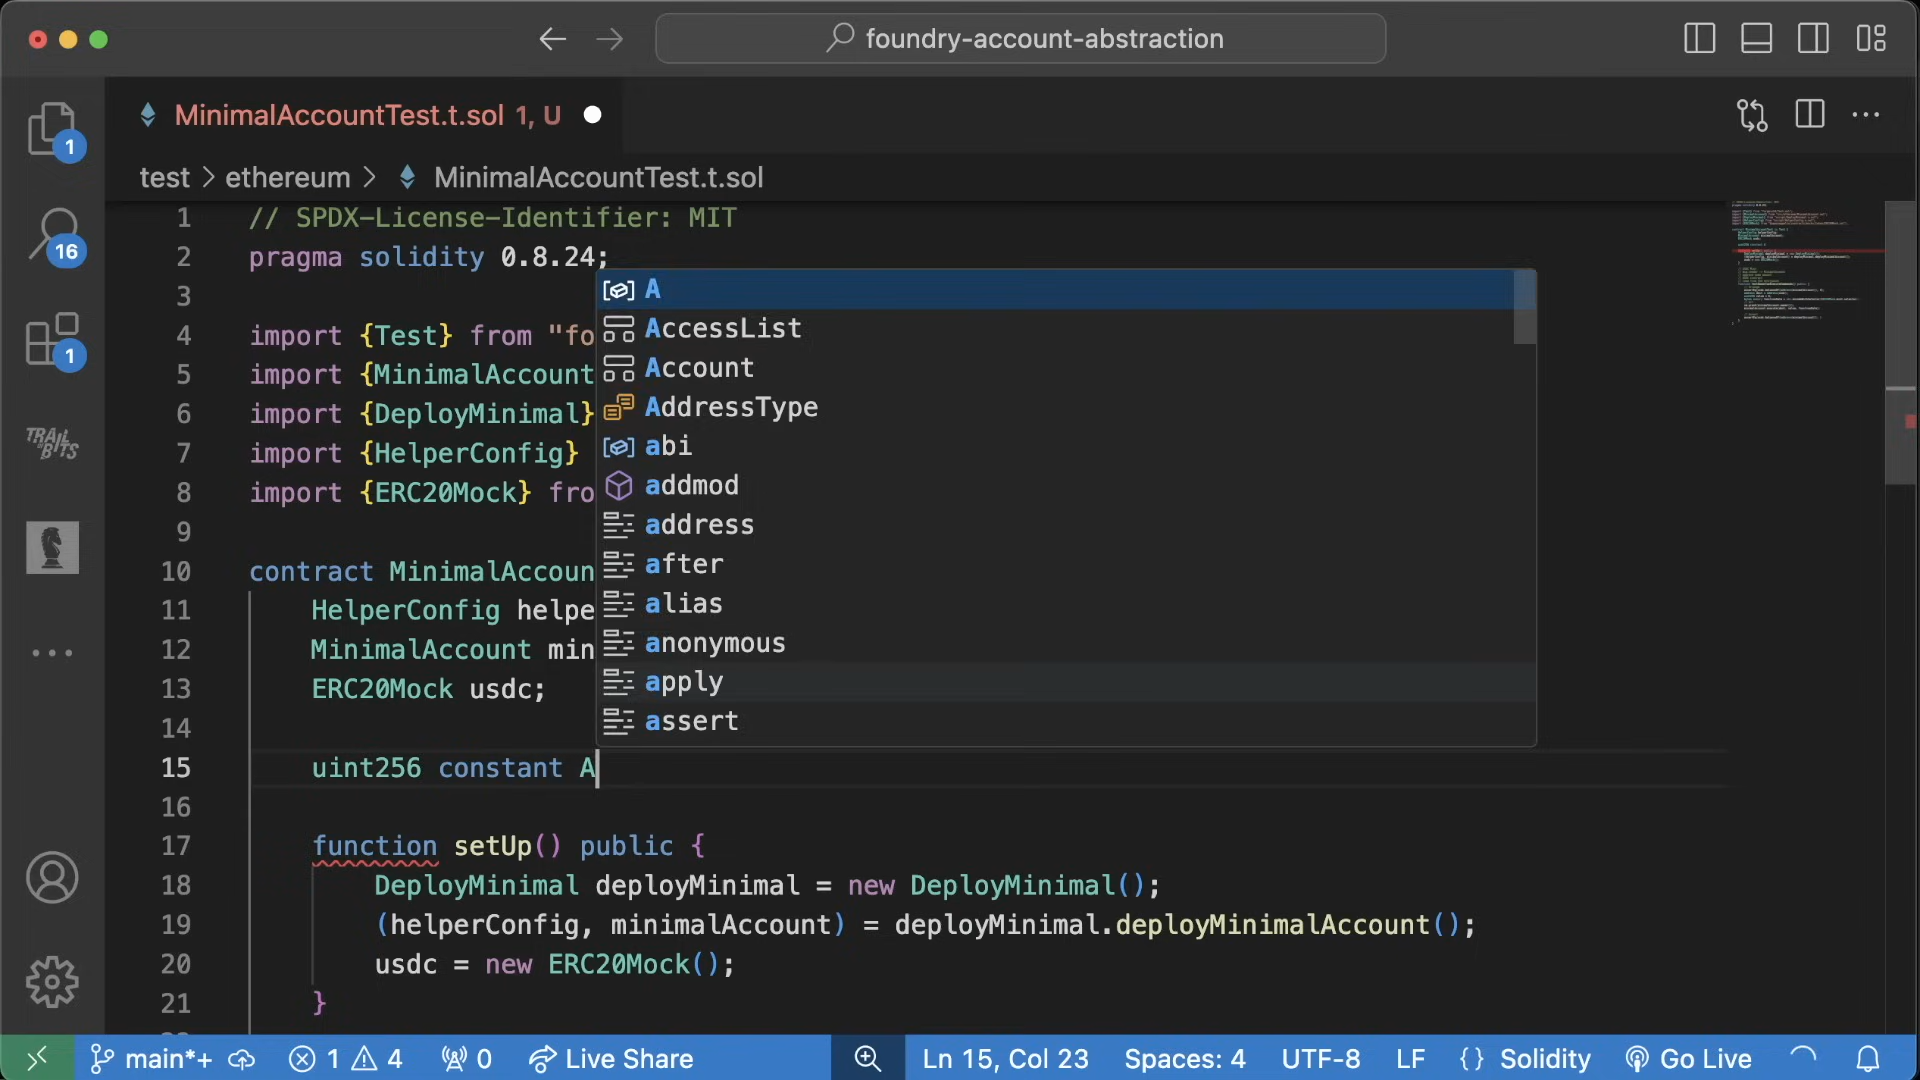 foundry-account-abstraction
MinimalAccountTest.t.sol 1, U
test > ethereum > MinimalAccountTest.t.sol
1 // SPDX-License-Identifier: MIT
2 pragma solidity 0.8.24;
3
4 import {Test} from "fo
5 import {MinimalAccount
6 import {DeployMinimal}
7 import {HelperConfig}
8 import {ERC20Mock} fro
9
10 contract MinimalAccoun
11 HelperConfig helpe
12 MinimalAccount min
13 ERC20Mock usdc;
14
15 uint256 constant A
16
17 function setUp() public {
18 DeployMinimal deployMinimal = new DeployMinimal();
19 (helperConfig, minimalAccount) = deployMinimal.deployMinimalAccount();
20 usdc = new ERC20Mock();
21 }
A
AccessList
Account
AddressType
abi
addmod
address
after
alias
anonymous
apply
assert
1
16
1
TRAIL OF BITS
main*+ 1 4 0 Live Share Ln 15, Col 23 Spaces: 4 UTF-8 LF {} Solidity Go Live